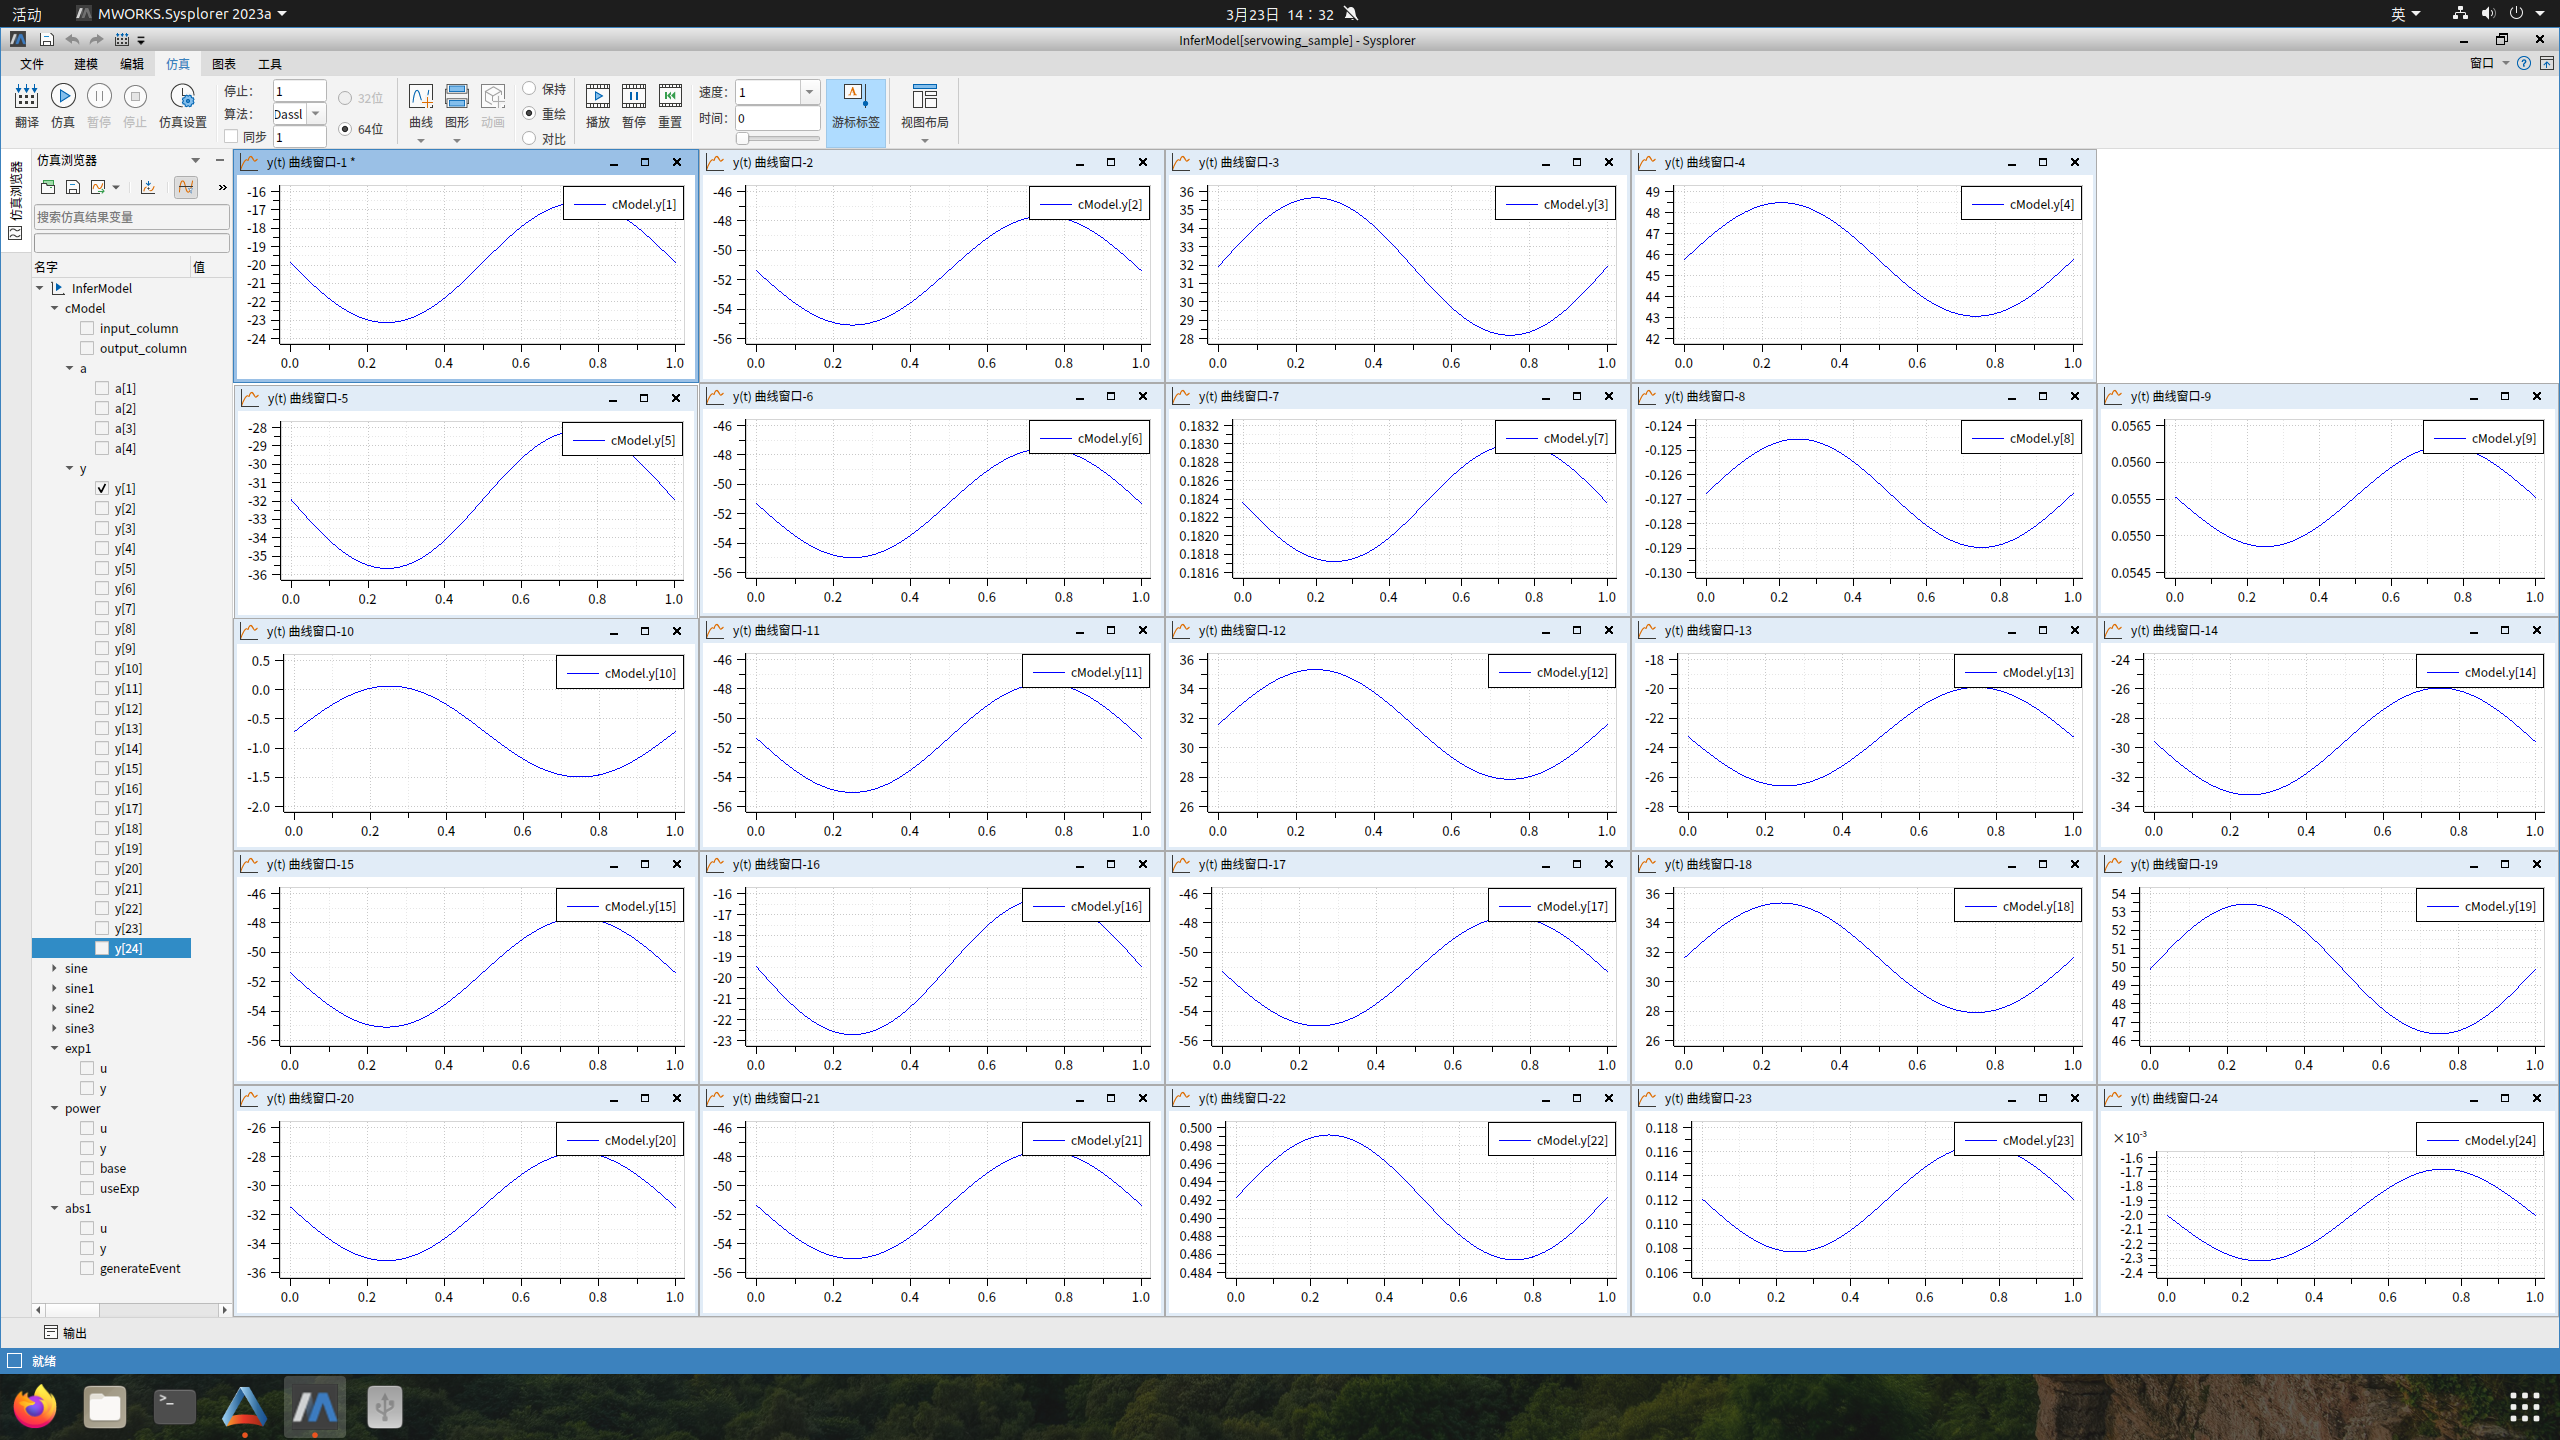 活动 MWORKS.Sysplorer 2023a 3月23日 14：32 英
InferModel[servowing_sample] - Sysplorer
文件 建模 编辑 仿真 图表 工具 窗口
停止: 1 32位 保持 速度: 1
算法: Dassl 重绘
翻译 仿真 暂停 停止 仿真设置 曲线 图形 动画 播放 暂停 重置 时间: 0 游标标签 视图布局
同步 1 64位 对比
仿真浏览器
仿真浏览器
搜索仿真结果变量
名字 值
InferModel
cModel
input_column
output_column
a
a[1]
a[2]
a[3]
a[4]
y
y[1]
y[2]
y[3]
y[4]
y[5]
y[6]
y[7]
y[8]
y[9]
y[10]
y[11]
y[12]
y[13]
y[14]
y[15]
y[16]
y[17]
y[18]
y[19]
y[20]
y[21]
y[22]
y[23]
y[24]
sine
sine1
sine2
sine3
exp1
u
y
power
u
y
base
useExp
abs1
u
y
generateEvent
y(t) 曲线窗口-1 *
cModel.y[1]
-16
-17
-18
-19
-20
-21
-22
-23
-24
0.0 0.2 0.4 0.6 0.8 1.0
y(t) 曲线窗口-2
cModel.y[2]
-46
-48
-50
-52
-54
-56
0.0 0.2 0.4 0.6 0.8 1.0
y(t) 曲线窗口-3
cModel.y[3]
36
35
34
33
32
31
30
29
28
0.0 0.2 0.4 0.6 0.8 1.0
y(t) 曲线窗口-4
cModel.y[4]
49
48
47
46
45
44
43
42
0.0 0.2 0.4 0.6 0.8 1.0
y(t) 曲线窗口-5
cModel.y[5]
-28
-29
-30
-31
-32
-33
-34
-35
-36
0.0 0.2 0.4 0.6 0.8 1.0
y(t) 曲线窗口-6
cModel.y[6]
-46
-48
-50
-52
-54
-56
0.0 0.2 0.4 0.6 0.8 1.0
y(t) 曲线窗口-7
cModel.y[7]
0.1832
0.1830
0.1828
0.1826
0.1824
0.1822
0.1820
0.1818
0.1816
0.0 0.2 0.4 0.6 0.8 1.0
y(t) 曲线窗口-8
cModel.y[8]
-0.124
-0.125
-0.126
-0.127
-0.128
-0.129
-0.130
0.0 0.2 0.4 0.6 0.8 1.0
y(t) 曲线窗口-9
cModel.y[9]
0.0565
0.0560
0.0555
0.0550
0.0545
0.0 0.2 0.4 0.6 0.8 1.0
y(t) 曲线窗口-10
cModel.y[10]
0.5
0.0
-0.5
-1.0
-1.5
-2.0
0.0 0.2 0.4 0.6 0.8 1.0
y(t) 曲线窗口-11
cModel.y[11]
-46
-48
-50
-52
-54
-56
0.0 0.2 0.4 0.6 0.8 1.0
y(t) 曲线窗口-12
cModel.y[12]
36
34
32
30
28
26
0.0 0.2 0.4 0.6 0.8 1.0
y(t) 曲线窗口-13
cModel.y[13]
-18
-20
-22
-24
-26
-28
0.0 0.2 0.4 0.6 0.8 1.0
y(t) 曲线窗口-14
cModel.y[14]
-24
-26
-28
-30
-32
-34
0.0 0.2 0.4 0.6 0.8 1.0
y(t) 曲线窗口-15
cModel.y[15]
-46
-48
-50
-52
-54
-56
0.0 0.2 0.4 0.6 0.8 1.0
y(t) 曲线窗口-16
cModel.y[16]
-16
-17
-18
-19
-20
-21
-22
-23
0.0 0.2 0.4 0.6 0.8 1.0
y(t) 曲线窗口-17
cModel.y[17]
-46
-48
-50
-52
-54
-56
0.0 0.2 0.4 0.6 0.8 1.0
y(t) 曲线窗口-18
cModel.y[18]
36
34
32
30
28
26
0.0 0.2 0.4 0.6 0.8 1.0
y(t) 曲线窗口-19
cModel.y[19]
54
53
52
51
50
49
48
47
46
0.0 0.2 0.4 0.6 0.8 1.0
y(t) 曲线窗口-20
cModel.y[20]
-26
-28
-30
-32
-34
-36
0.0 0.2 0.4 0.6 0.8 1.0
y(t) 曲线窗口-21
cModel.y[21]
-46
-48
-50
-52
-54
-56
0.0 0.2 0.4 0.6 0.8 1.0
y(t) 曲线窗口-22
cModel.y[22]
0.500
0.498
0.496
0.494
0.492
0.490
0.488
0.486
0.484
0.0 0.2 0.4 0.6 0.8 1.0
y(t) 曲线窗口-23
cModel.y[23]
0.118
0.116
0.114
0.112
0.110
0.108
0.106
0.0 0.2 0.4 0.6 0.8 1.0
y(t) 曲线窗口-24
×10⁻³ cModel.y[24]
-1.6
-1.7
-1.8
-1.9
-2.0
-2.1
-2.2
-2.3
-2.4
0.0 0.2 0.4 0.6 0.8 1.0
输出
就绪